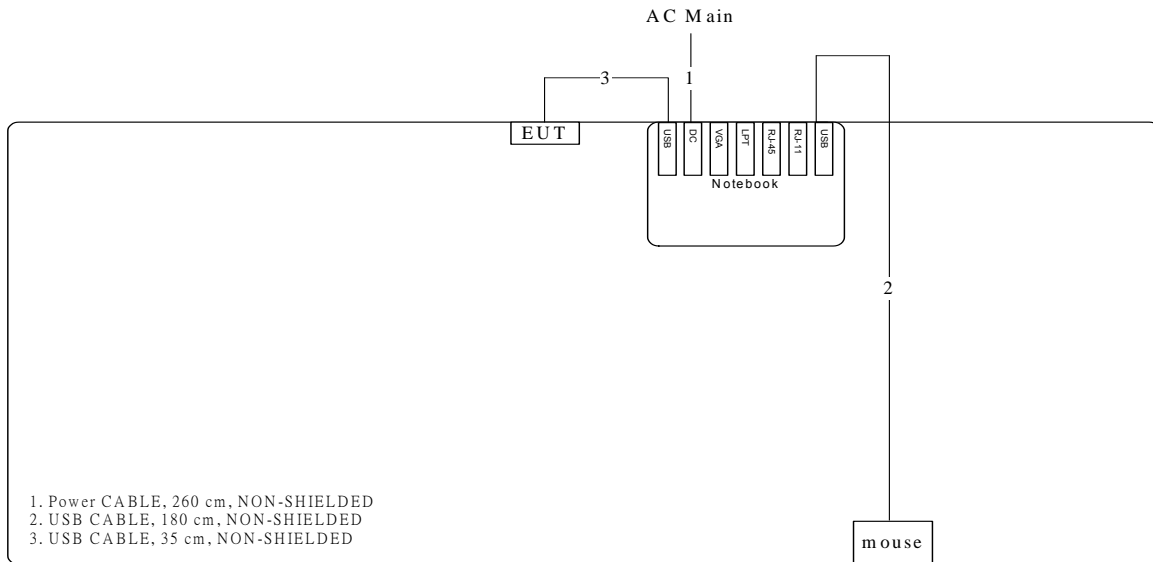 AC Main
3
1
EUT
USB
DC
VGA
LPT
RJ-45
RJ-11
USB
Notebook
2
1. Power CABLE, 260 cm, NON-SHIELDED
2. USB CABLE, 180 cm, NON-SHIELDED
3. USB CABLE, 35 cm, NON-SHIELDED
mouse